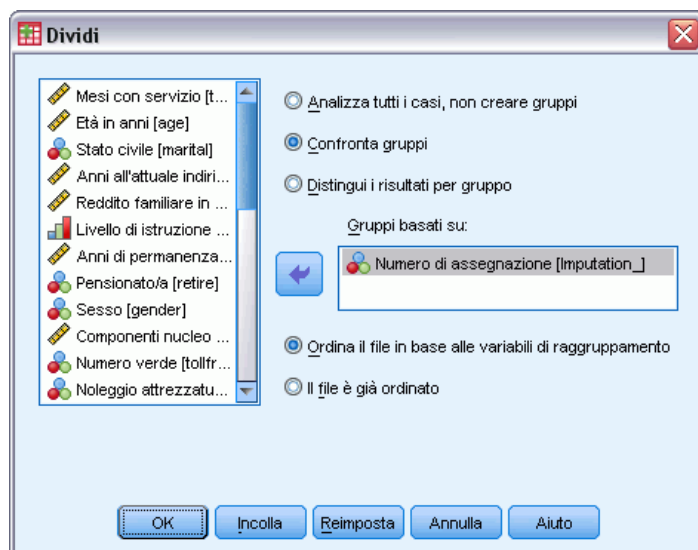 Dividi
Mesi con servizio [t...
Età in anni [age]
Stato civile [marital]
Anni all'attuale indiri...
Reddito familiare in ...
Livello di istruzione ...
Anni di permanenza...
Pensionato/a [retire]
Sesso [gender]
Componenti nucleo ...
Numero verde [tollfr...
Noleggio attrezzatu...
Analizza tutti i casi, non creare gruppi
Confronta gruppi
Distingui i risultati per gruppo
Gruppi basati su:
Numero di assegnazione [Imputation_]
Ordina il file in base alle variabili di raggruppamento
Il file è già ordinato
OK
Incolla
Reimposta
Annulla
Aiuto